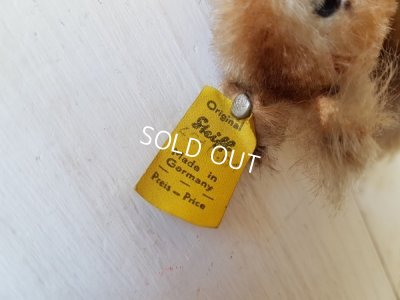 Original
Steiff
Made in
Germany
Preis — Price
SOLD OUT